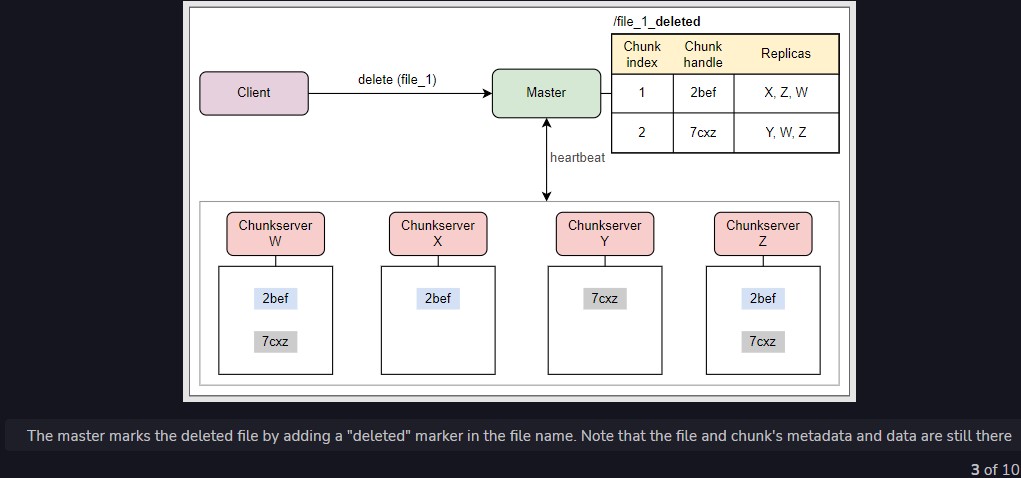 /file_1_deleted
Chunk index Chunk handle Replicas
Client delete (file_1) Master 1 2bef X, Z, W
2 7cxz Y, W, Z
heartbeat
Chunkserver W Chunkserver X Chunkserver Y Chunkserver Z
2bef 2bef 7cxz 2bef
7cxz 7cxz
The master marks the deleted file by adding a "deleted" marker in the file name. Note that the file and chunk's metadata and data are still there
3 of 10